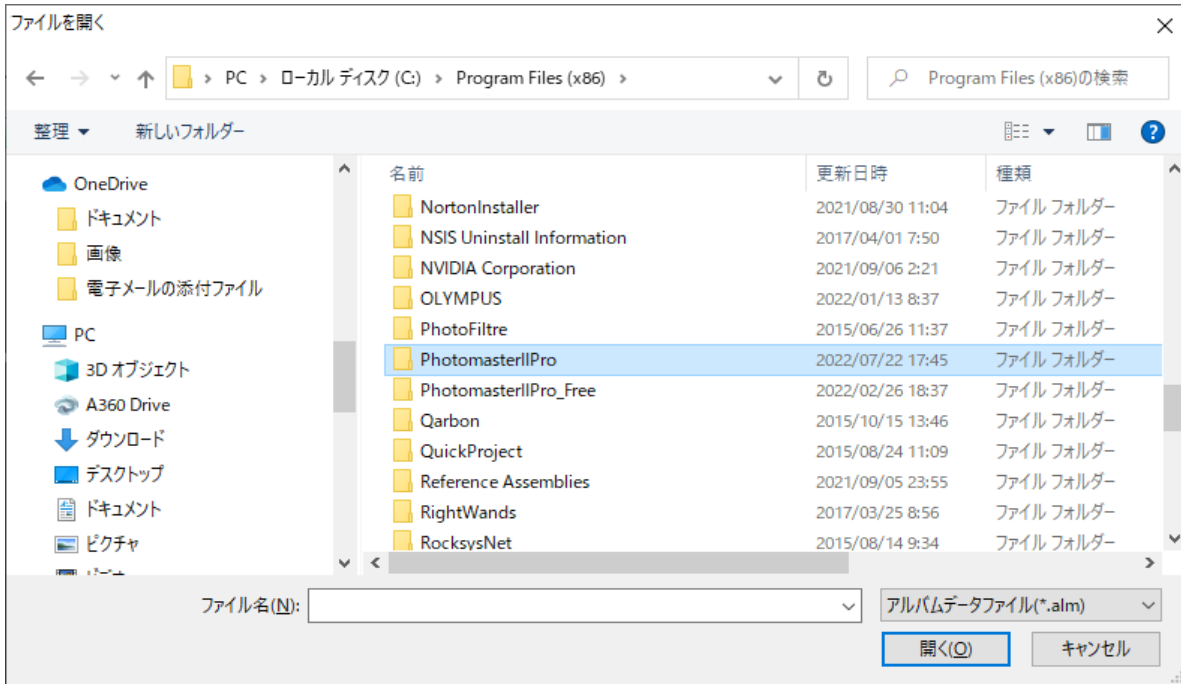 ファイルを開く
PC › ローカル ディスク (C:) › Program Files (x86) ›
Program Files (x86)の検索
整理
新しいフォルダー
OneDrive
ドキュメント
画像
電子メールの添付ファイル
PC
3D オブジェクト
A360 Drive
ダウンロード
デスクトップ
ドキュメント
ピクチャ
名前 更新日時 種類
NortonInstaller 2021/08/30 11:04 ファイル フォルダー
NSIS Uninstall Information 2017/04/01 7:50 ファイル フォルダー
NVIDIA Corporation 2021/09/06 2:21 ファイル フォルダー
OLYMPUS 2022/01/13 8:37 ファイル フォルダー
PhotoFiltre 2015/06/26 11:37 ファイル フォルダー
PhotomasterIIPro 2022/07/22 17:45 ファイル フォルダー
PhotomasterIIPro_Free 2022/02/26 18:37 ファイル フォルダー
Qarbon 2015/10/15 13:46 ファイル フォルダー
QuickProject 2015/08/24 11:09 ファイル フォルダー
Reference Assemblies 2021/09/05 23:55 ファイル フォルダー
RightWands 2017/03/25 8:56 ファイル フォルダー
RocksysNet 2015/08/14 9:34 ファイル フォルダー
ファイル名(N):
アルバムデータファイル(*.alm)
開く(O)
キャンセル